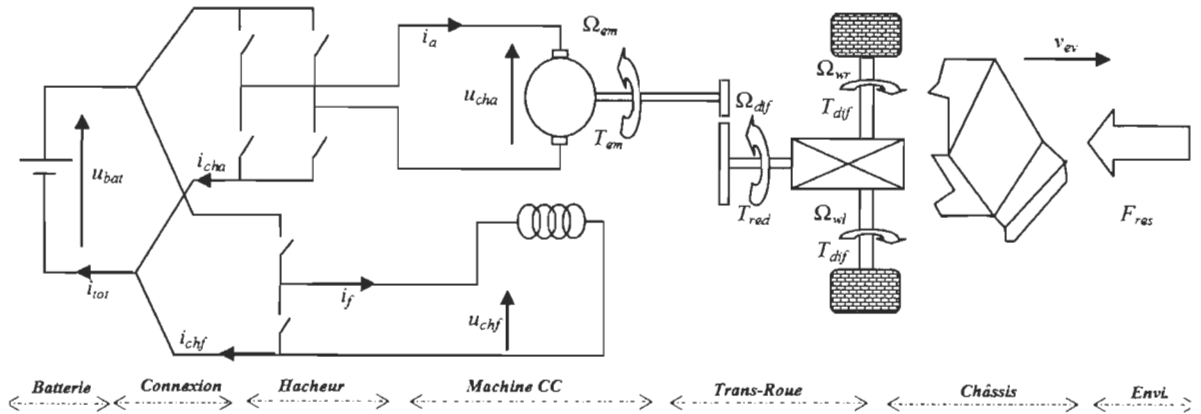 Ω_em
i_a
v_ev
Ω_wr
u_cha
Ω_dif
T_dif
T_em
i_cha
u_bat
T_red
Ω_wl
F_res
T_dif
i_tot
i_f
u_chf
i_chf
Batterie Connexion Hacheur Machine CC Trans-Roue Châssis Envi.